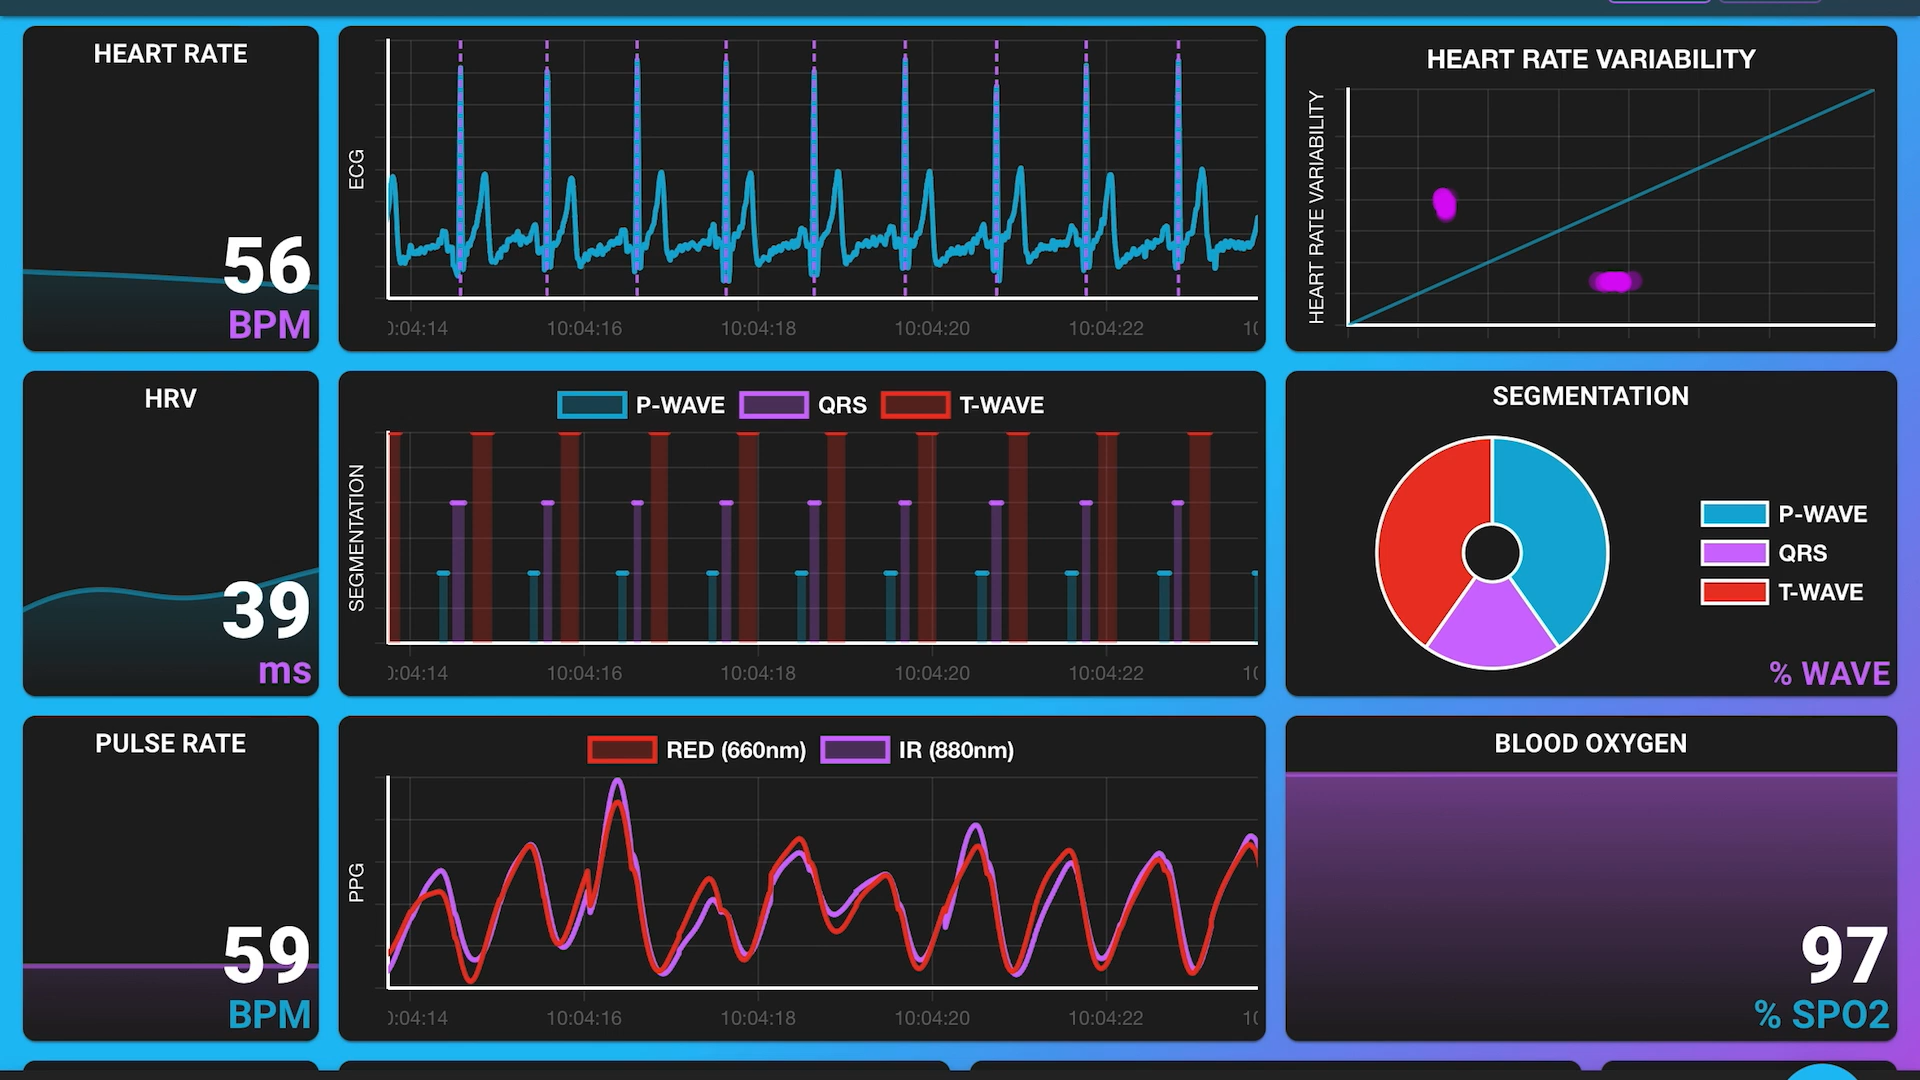 HEART RATE
56
BPM
ECG
0:04:14 10:04:16 10:04:18 10:04:20 10:04:22
HEART RATE VARIABILITY
HEART RATE VARIABILITY
HRV
39
ms
P-WAVE QRS T-WAVE
SEGMENTATION
0:04:14 10:04:16 10:04:18 10:04:20 10:04:22
SEGMENTATION
P-WAVE
QRS
T-WAVE
% WAVE
PULSE RATE
59
BPM
RED (660nm) IR (880nm)
PPG
0:04:14 10:04:16 10:04:18 10:04:20 10:04:22
BLOOD OXYGEN
97
% SPO2